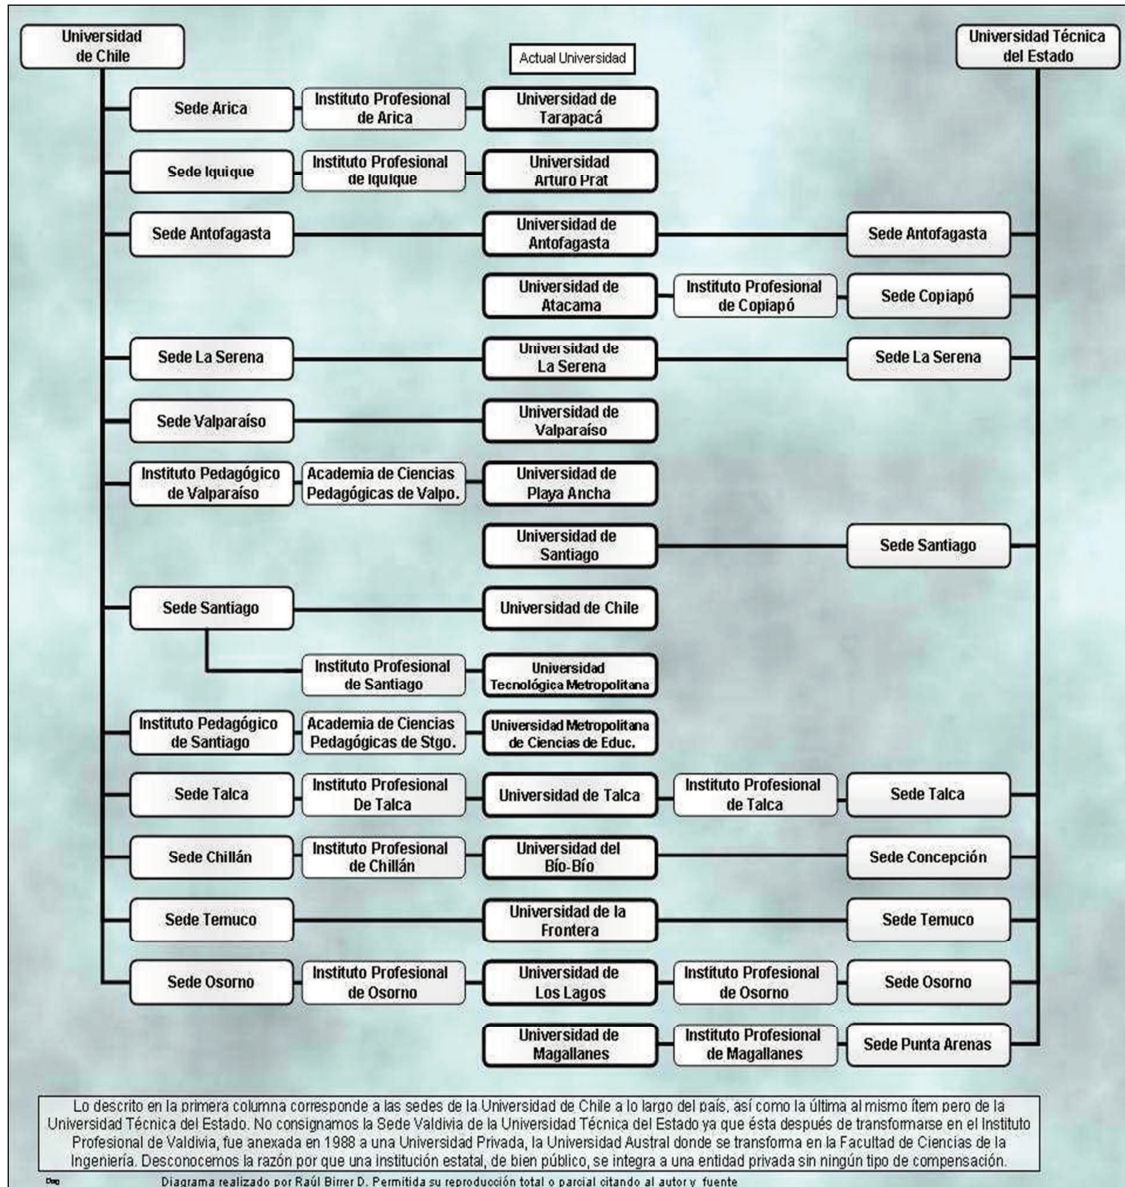 Universidad
de Chile
Actual Universidad
Universidad Técnica
del Estado
Sede Arica
Instituto Profesional
de Arica
Universidad de
Tarapacá
Sede Iquique
Instituto Profesional
de Iquique
Universidad
Arturo Prat
Sede Antofagasta
Universidad de
Antofagasta
Sede Antofagasta
Universidad de
Atacama
Instituto Profesional
de Copiapó
Sede Copiapó
Sede La Serena
Universidad de
La Serena
Sede La Serena
Sede Valparaíso
Universidad de
Valparaíso
Instituto Pedagógico
de Valparaíso
Academia de Ciencias
Pedagógicas de Valpo.
Universidad de
Playa Ancha
Universidad de
Santiago
Sede Santiago
Sede Santiago
Universidad de Chile
Instituto Profesional
de Santiago
Universidad
Tecnológica Metropolitana
Instituto Pedagógico
de Santiago
Academia de Ciencias
Pedagógicas de Stgo.
Universidad Metropolitana
de Ciencias de Educ.
Sede Talca
Instituto Profesional
De Talca
Universidad de Talca
Instituto Profesional
de Talca
Sede Talca
Sede Chillán
Instituto Profesional
de Chillán
Universidad del
Bío-Bío
Sede Concepción
Sede Temuco
Universidad de la
Frontera
Sede Temuco
Sede Osorno
Instituto Profesional
de Osorno
Universidad de
Los Lagos
Instituto Profesional
de Osorno
Sede Osorno
Universidad de
Magallanes
Instituto Profesional
de Magallanes
Sede Punta Arenas
Lo descrito en la primera columna corresponde a las sedes de la Universidad de Chile a lo largo del país, así como la última al mismo ítem pero de la
Universidad Técnica del Estado. No consignamos la Sede Valdivia de la Universidad Técnica del Estado ya que ésta después de transformarse en el Instituto
Profesional de Valdivia, fue anexada en 1988 a una Universidad Privada, la Universidad Austral donde se transforma en la Facultad de Ciencias de la
Ingeniería. Desconocemos la razón por que una institución estatal, de bien público, se integra a una entidad privada sin ningún tipo de compensación.
Diagrama realizado por Raúl Birrer D. Permitida su reproducción total o parcial citando al autor y fuente